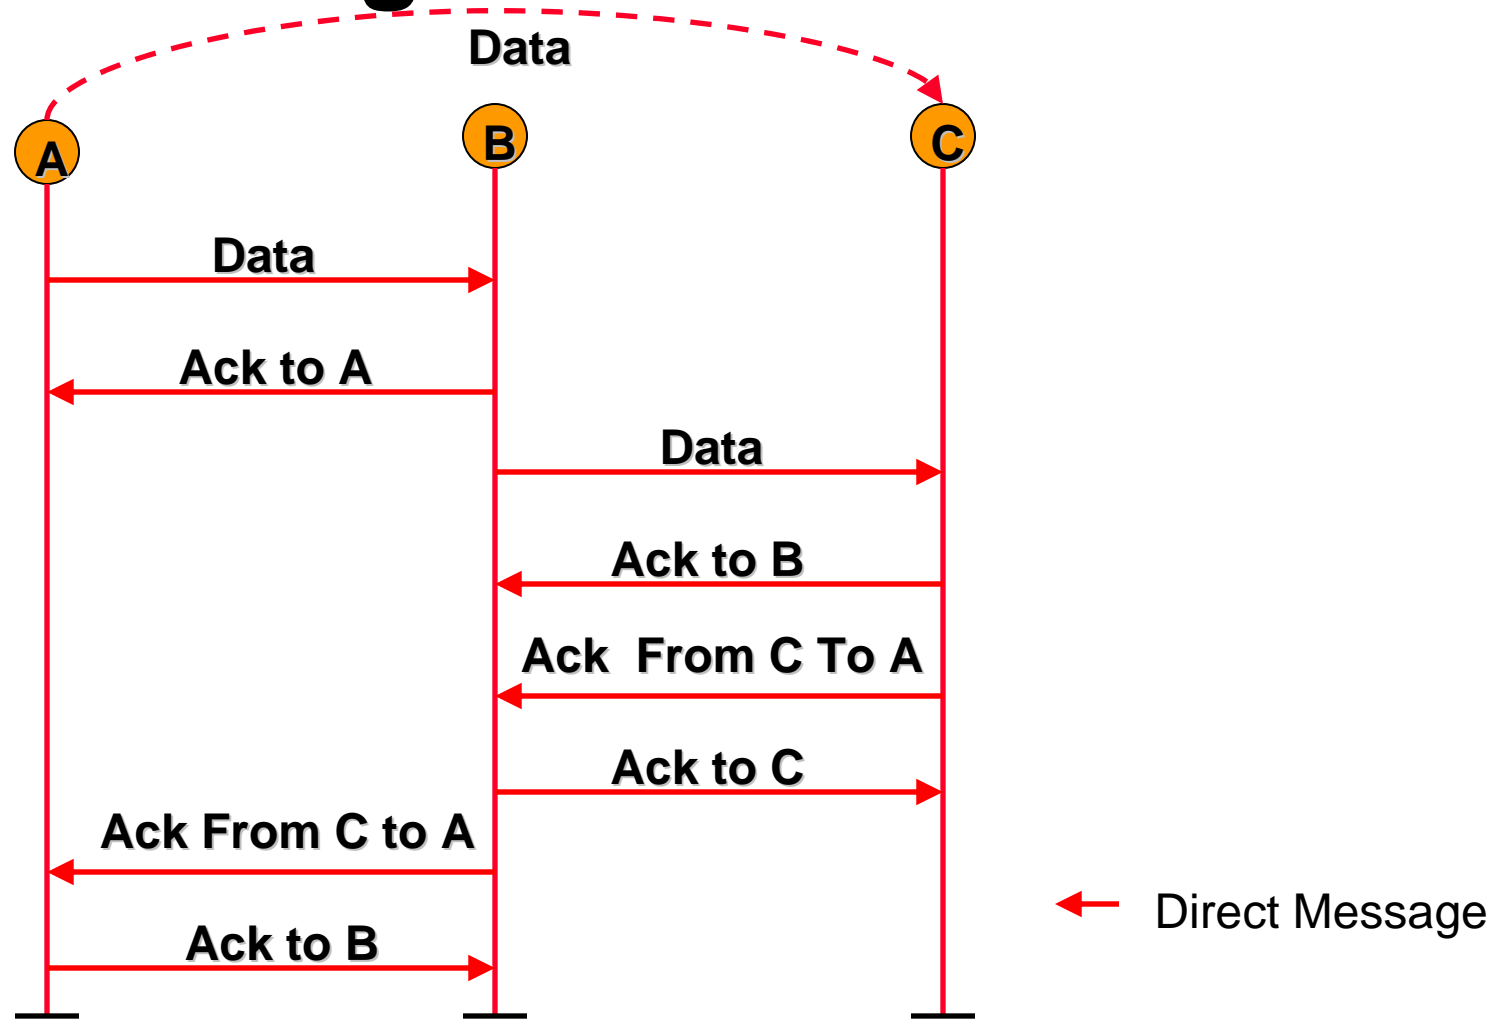 Data
A
B
C
Data
Ack to A
Data
Ack to B
Ack From C To A
Ack to C
Ack From C to A
Direct Message
Ack to B